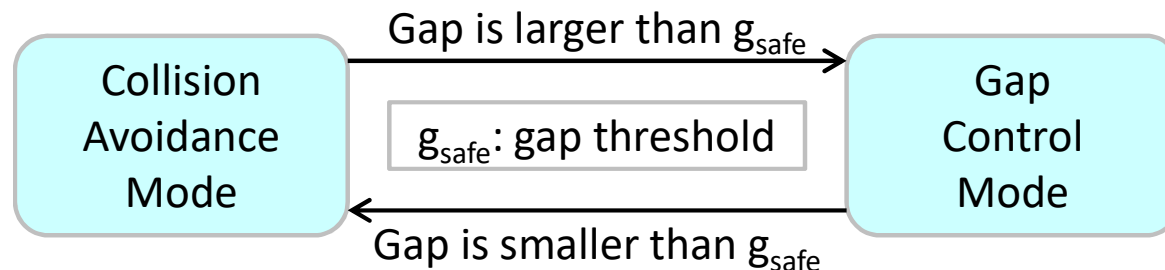 Gap is larger than gsafe
Collision
Avoidance
Mode
gsafe: gap threshold
Gap
Control
Mode
Gap is smaller than gsafe